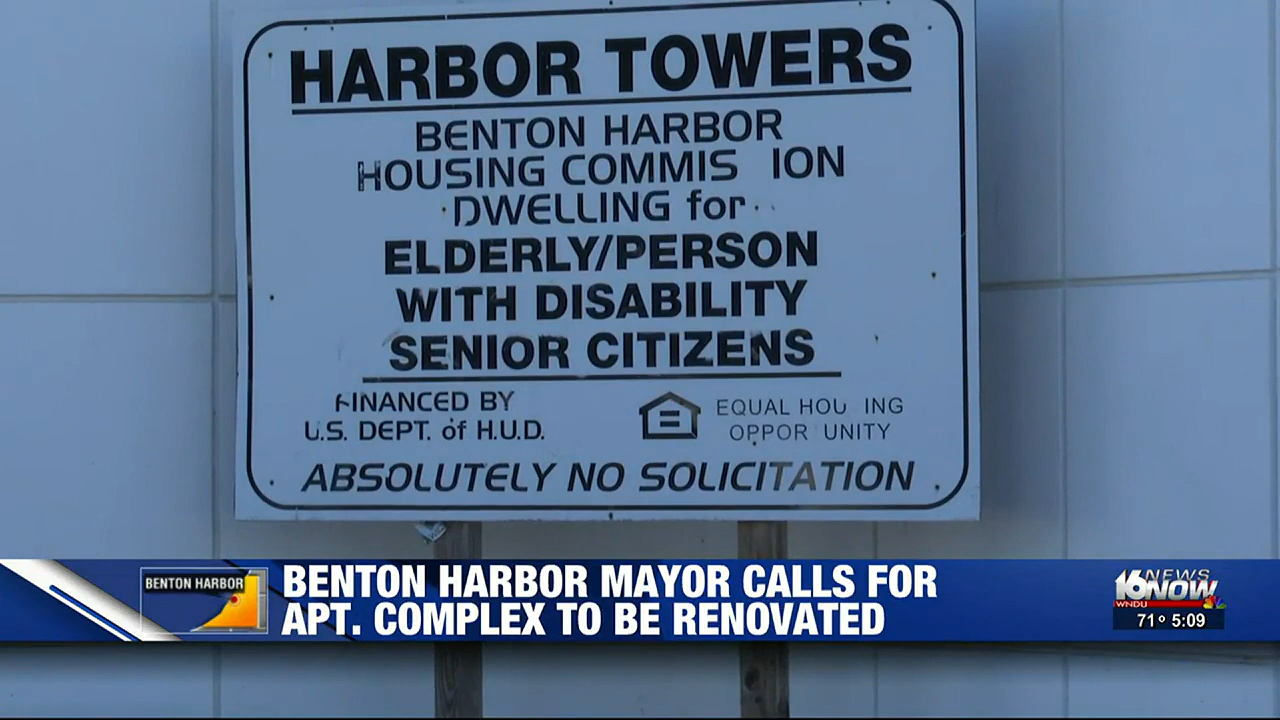 HARBOR TOWERS
BENTON HARBOR
HOUSING COMMIS ION
DWELLING for
ELDERLY/PERSON
WITH DISABILITY
SENIOR CITIZENS
FINANCED BY
U.S. DEPT. of H.U.D.
EQUAL HOU ING
OPPOR UNITY
ABSOLUTELY NO SOLICITATION
BENTON HARBOR
BENTON HARBOR MAYOR CALLS FOR
APT. COMPLEX TO BE RENOVATED
16 NEWS
NOW
WNDU
71° 5:09